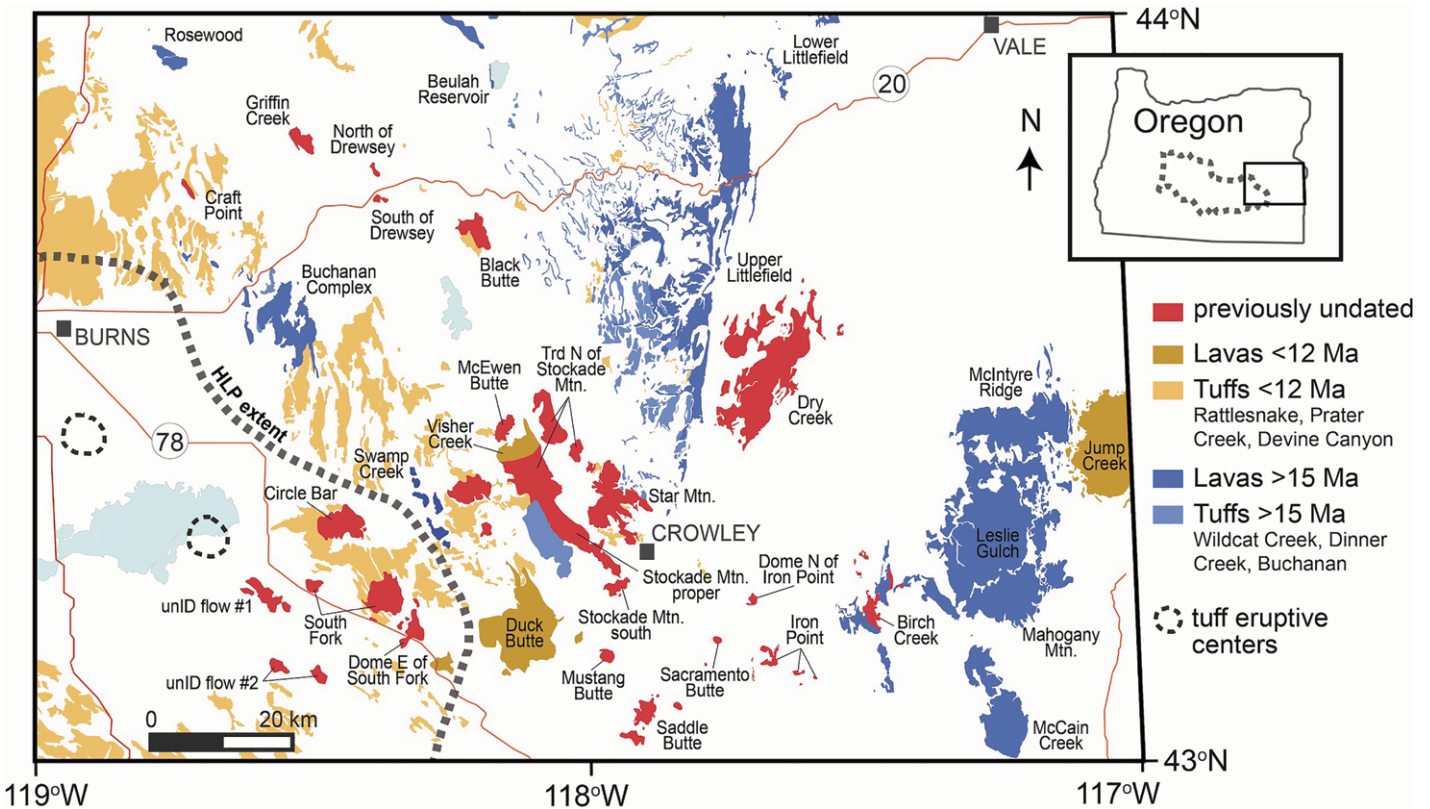 44°N
Rosewood
Lower
Littlefield
VALE
Beulah
Reservoir
20
Griffin
Creek
North of
Drewsey
N
Oregon
Craft
Point
South of
Drewsey
Black
Butte
Upper
Littlefield
Buchanan
Complex
BURNS
HLP extent
McEwen
Butte
Trd N of
Stockade
Mtn.
McIntyre
Ridge
Dry
Creek
Visher
Creek
78
Swamp
Creek
Jump
Creek
Circle Bar
Star Mtn.
CROWLEY
Leslie
Gulch
Stockade Mtn.
proper
Dome N of
Iron Point
unID flow #1
South
Fork
Stockade Mtn.
south
Duck
Butte
Iron
Point
Birch
Creek
Mahogany
Mtn.
Dome E of
South Fork
unID flow #2
Mustang
Butte
Sacramento
Butte
Saddle
Butte
McCain
Creek
0 20 km
43°N
119°W
118°W
117°W
previously undated
Lavas <12 Ma
Tuffs <12 Ma
Rattlesnake, Prater
Creek, Devine Canyon
Lavas >15 Ma
Tuffs >15 Ma
Wildcat Creek, Dinner
Creek, Buchanan
tuff eruptive
centers